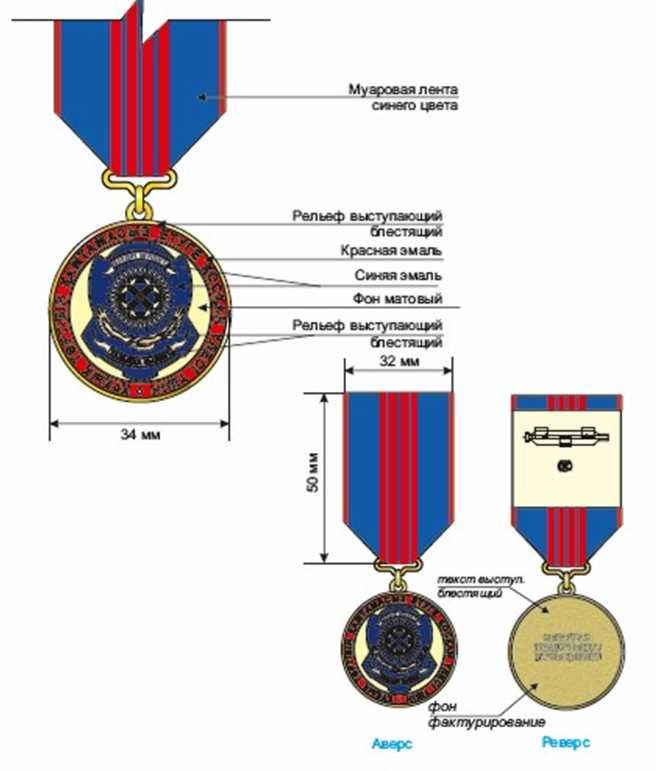 Муаровая лента
синего цвета
Рельеф выступающий
блестящий
Красная эмаль
Синяя эмаль
Фон матовый
Рельеф выступающий
блестящий
34 мм
32 мм
50 мм
текст выступ.
блестящий
фон
фактурирование
Аверс
Реверс